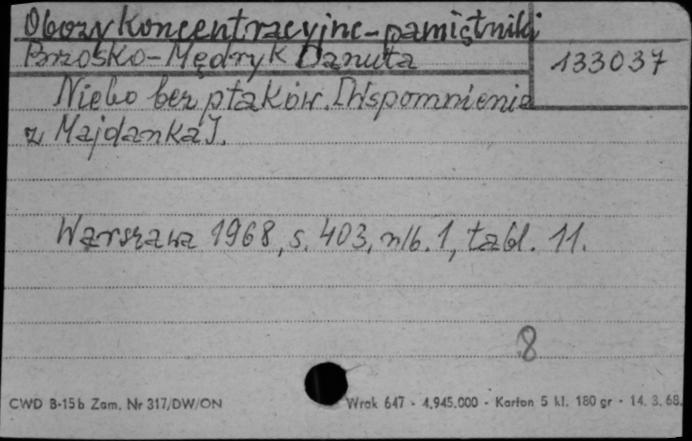 Obozy koncentracyjne - pamiętniki
Brzosko-Mędryk Danuta
133037
Niebo bez ptaków. [Wspomnienia
z Majdanka].
Warszawa 1968, s. 403, nlb. 1, tabl. 11.
8
CWD B-15b Zam. Nr 317/DW/ON Wrak 647 - 4.945.000 - Karton 5 kl. 180 gr - 14. 3. 68.